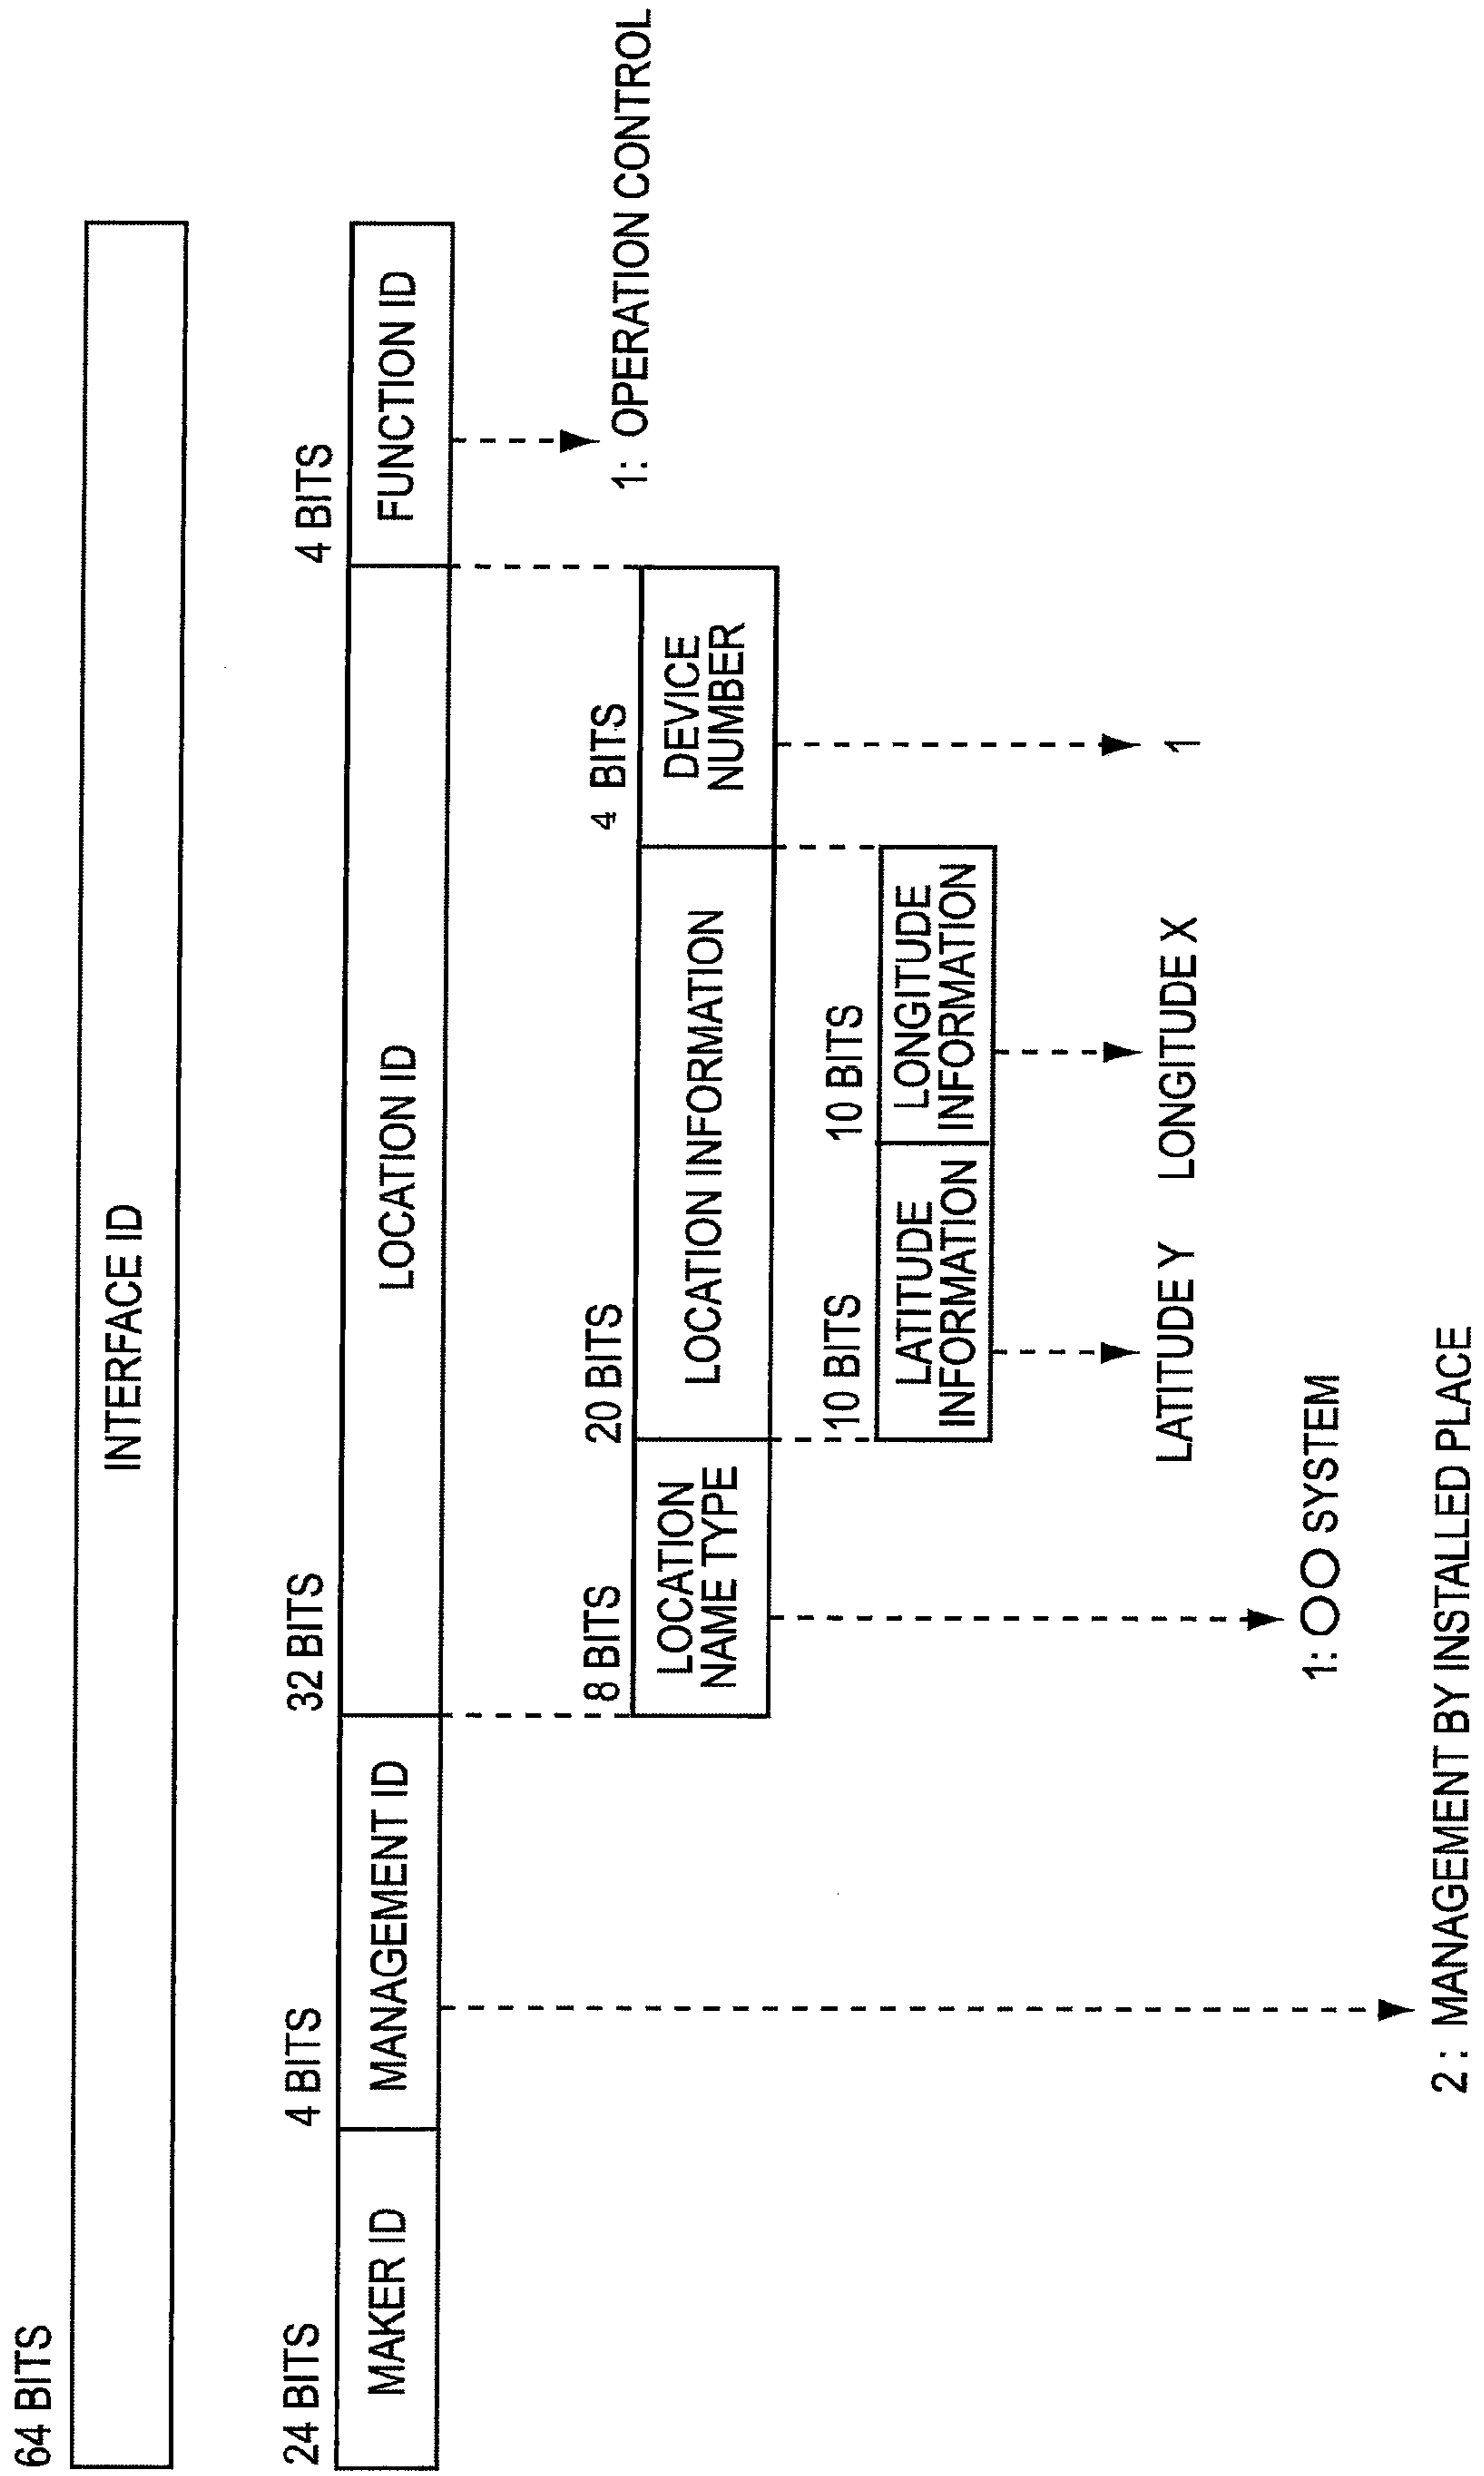 64 BITS
INTERFACE ID
24 BITS
4 BITS
32 BITS
4 BITS
MAKER ID
MANAGEMENT ID
LOCATION ID
FUNCTION ID
1: OPERATION CONTROL
8 BITS
20 BITS
4 BITS
LOCATION
NAME TYPE
LOCATION INFORMATION
DEVICE
NUMBER
10 BITS
10 BITS
LATITUDE
INFORMATION
LONGITUDE
INFORMATION
LATITUDE Y
LONGITUDE X
1
1: ○○ SYSTEM
2 : MANAGEMENT BY INSTALLED PLACE